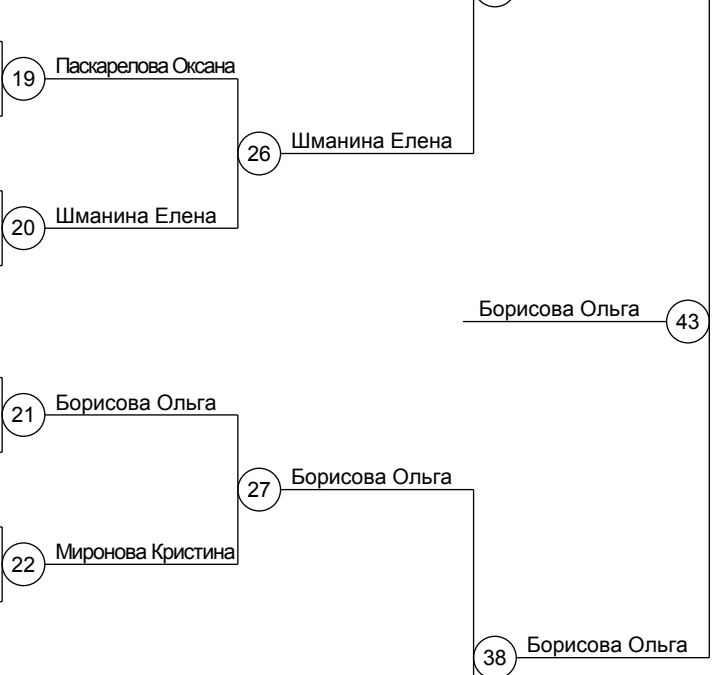 19 Паскарелова Оксана
26 Шманина Елена
20 Шманина Елена
Борисова Ольга 43
21 Борисова Ольга
27 Борисова Ольга
22 Миронова Кристина
38 Борисова Ольга